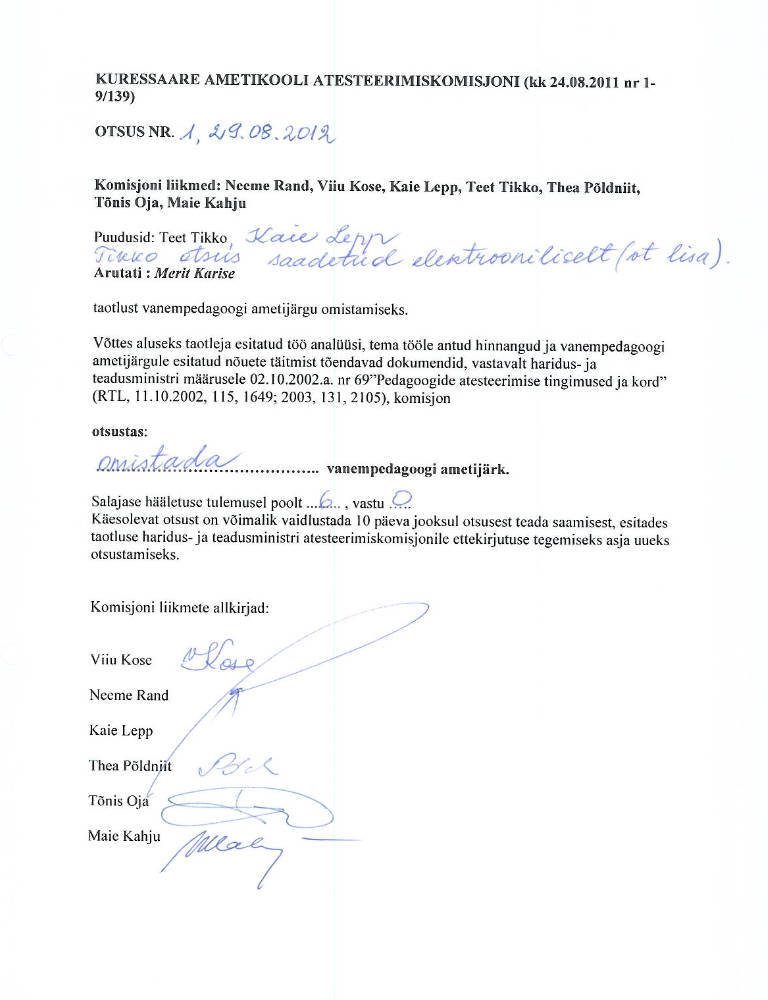 KURESSAARE AMETIKOOLI ATESTEERIMISKOMISJONI (kk 24.08.2011 nr 1-
9/139)
OTSUS NR. 1, 29.08.2012
Komisjoni liikmed: Neeme Rand, Viiu Kose, Kaie Lepp, Teet Tikko, Thea Põldniit,
Tõnis Oja, Maie Kahju
Puudusid: Teet Tikko, Kaie Lepp
Tikko otsus saadetud elektrooniliselt (vt lisa).
Arutati : Merit Karise
taotlust vanempedagoogi ametijärgu omistamiseks.
Võttes aluseks taotleja esitatud töö analüüsi, tema tööle antud hinnangud ja vanempedagoogi
ametijärgule esitatud nõuete täitmist tõendavad dokumendid, vastavalt haridus- ja
teadusministri määrusele 02.10.2002.a. nr 69”Pedagoogide atesteerimise tingimused ja kord”
(RTL, 11.10.2002, 115, 1649; 2003, 131, 2105), komisjon
otsustas:
omistada vanempedagoogi ametijärk.
Salajase hääletuse tulemusel poolt ...6... , vastu ..0..
Käesolevat otsust on võimalik vaidlustada 10 päeva jooksul otsusest teada saamisest, esitades
taotluse haridus- ja teadusministri atesteerimiskomisjonile ettekirjutuse tegemiseks asja uueks
otsustamiseks.
Komisjoni liikmete allkirjad:
Viiu Kose VKose
Neeme Rand
Kaie Lepp
Thea Põldniit
Tõnis Oja
Maie Kahju